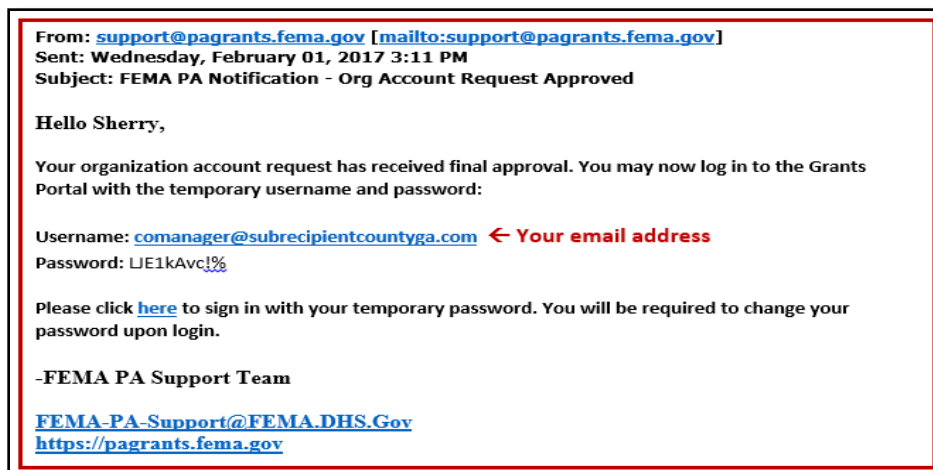 From: support@pagrants.fema.gov [mailto:support@pagrants.fema.gov]
Sent: Wednesday, February 01, 2017 3:11 PM
Subject: FEMA PA Notification - Org Account Request Approved
Hello Sherry,
Your organization account request has received final approval. You may now log in to the Grants
Portal with the temporary username and password:
Username: comanager@subrecipientcountyga.com ← Your email address
Password: LJE1kAvc!%
Please click here to sign in with your temporary password. You will be required to change your
password upon login.
-FEMA PA Support Team
FEMA-PA-Support@FEMA.DHS.Gov
https://pagrants.fema.gov